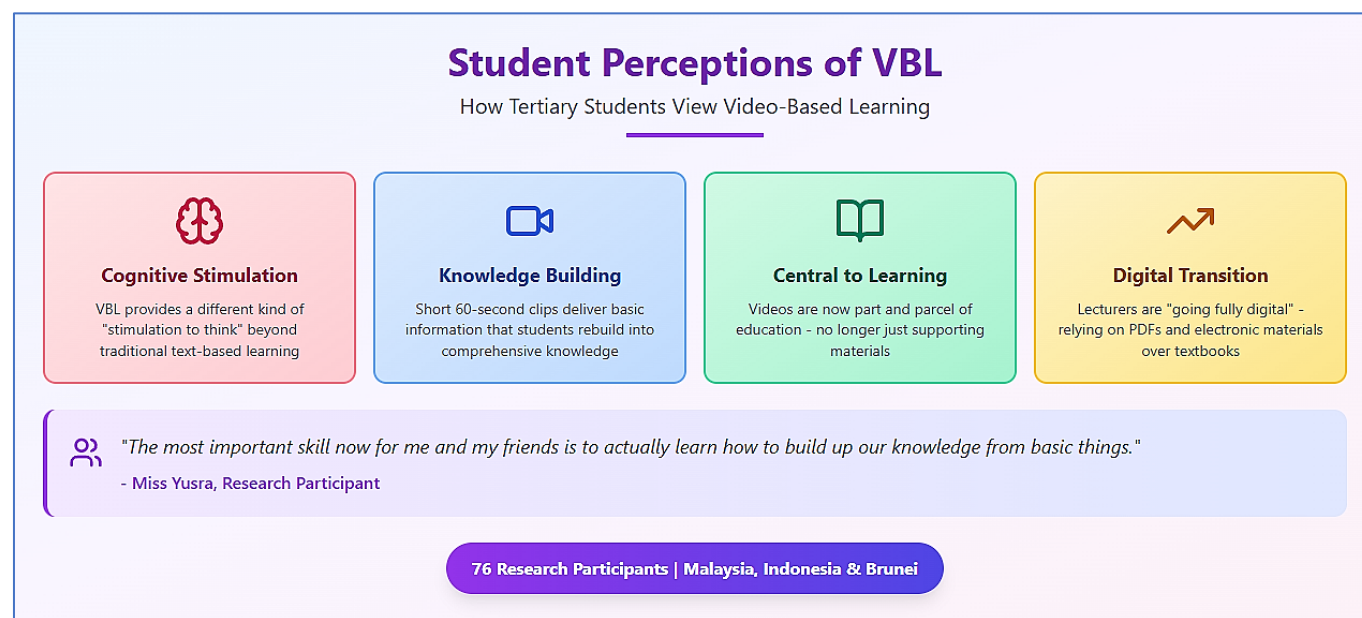 Student Perceptions of VBL
How Tertiary Students View Video-Based Learning
Cognitive Stimulation
VBL provides a different kind of
"stimulation to think" beyond
traditional text-based learning
Knowledge Building
Short 60-second clips deliver basic
information that students rebuild into
comprehensive knowledge
Central to Learning
Videos are now part and parcel of
education - no longer just supporting
materials
Digital Transition
Lecturers are "going fully digital" -
relying on PDFs and electronic materials
over textbooks
"The most important skill now for me and my friends is to actually learn how to build up our knowledge from basic things."
- Miss Yusra, Research Participant
76 Research Participants | Malaysia, Indonesia & Brunei